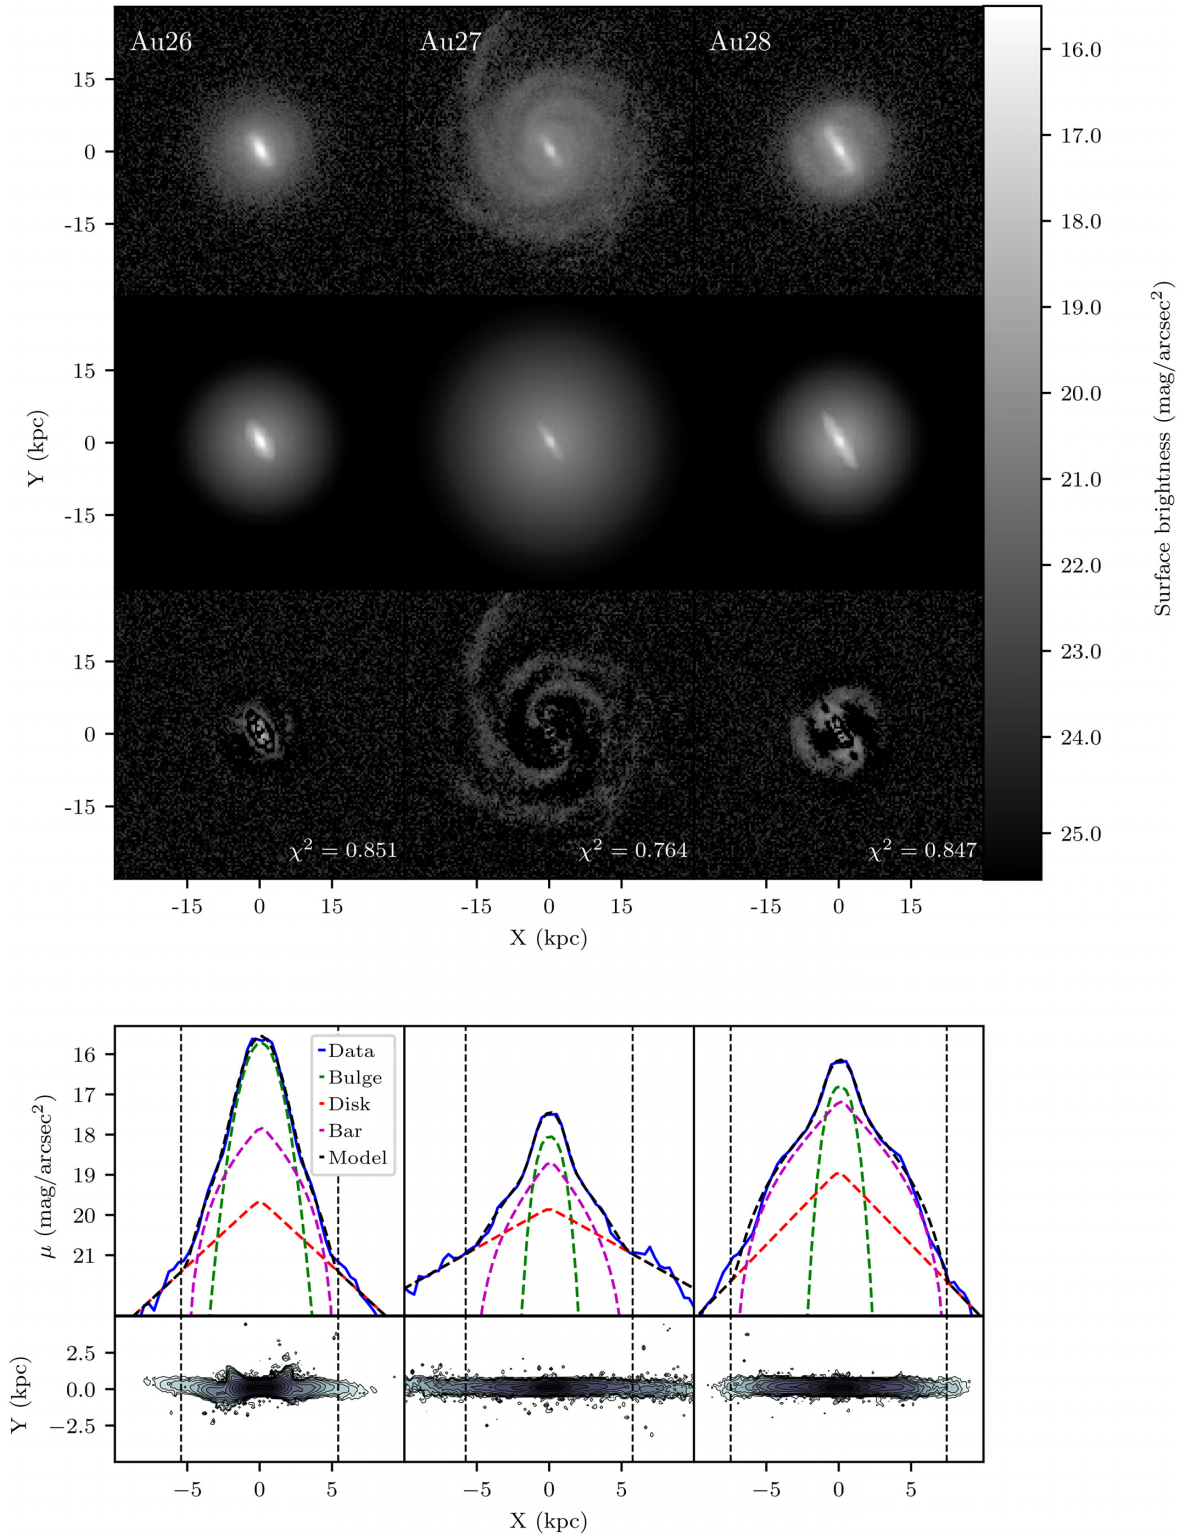 Au26 Au27 Au28
15
0
-15
15
0
-15
15
0
-15
Y (kpc)
χ² = 0.851 χ² = 0.764 χ² = 0.847
-15 0 15 -15 0 15 -15 0 15
X (kpc)
16.0
17.0
18.0
19.0
20.0
21.0
22.0
23.0
24.0
25.0
Surface brightness (mag/arcsec²)
16
17
18
19
20
21
μ (mag/arcsec²)
Data
Bulge
Disk
Bar
Model
2.5
0.0
−2.5
Y (kpc)
−5 0 5 −5 0 5 −5 0 5
X (kpc)